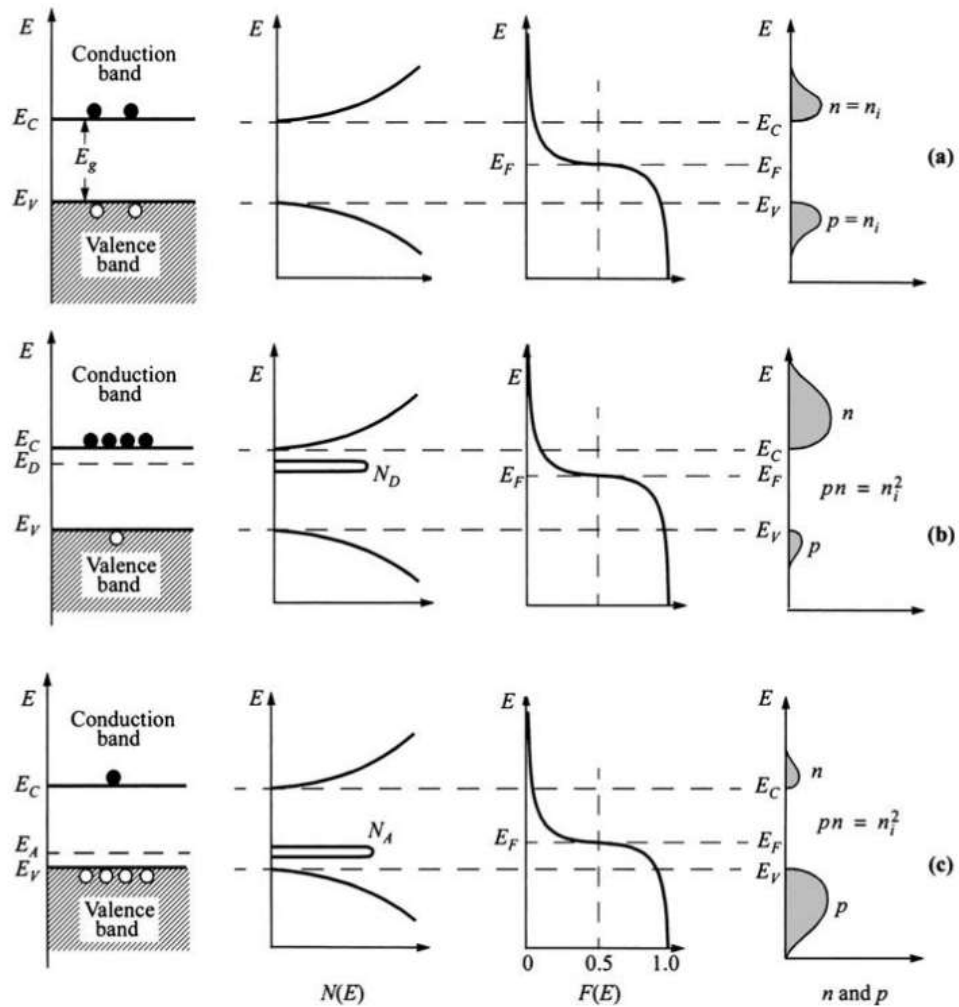 E
Conduction
band
E_C
E_g
E_V
Valence
band
E
E
E_F
E
n = n_i
E_C
E_F
E_V
p = n_i
(a)
E
Conduction
band
E_C
E_D
E_V
Valence
band
E
N_D
E
E_F
E
n
E_C
E_F
pn = n_i^2
E_V
p
(b)
E
Conduction
band
E_C
E_A
E_V
Valence
band
E
N_A
N(E)
E
E_F
0 0.5 1.0
F(E)
E
n
E_C
pn = n_i^2
E_F
E_V
p
(c)
n and p